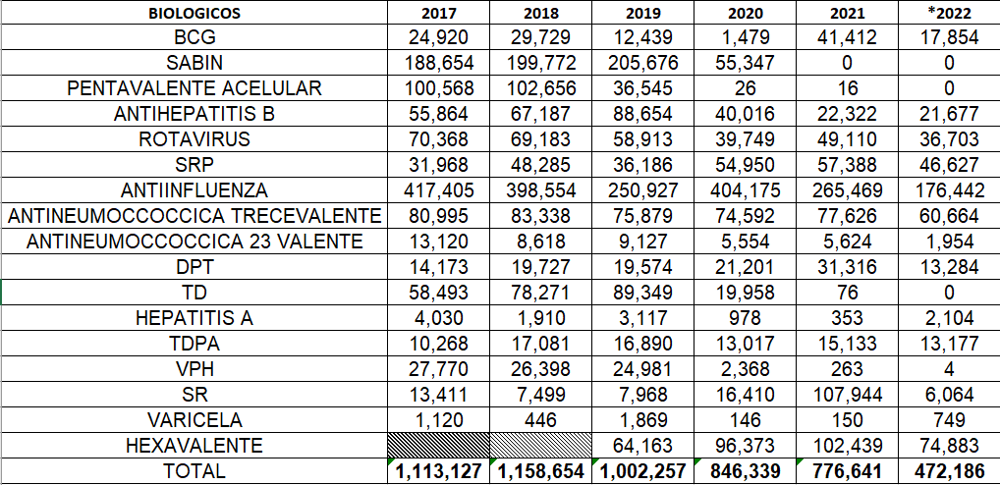 BIOLOGICOS 2017 2018 2019 2020 2021 *2022
BCG 24,920 29,729 12,439 1,479 41,412 17,854
SABIN 188,654 199,772 205,676 55,347 0 0
PENTAVALENTE ACELULAR 100,568 102,656 36,545 26 16 0
ANTIHEPATITIS B 55,864 67,187 88,654 40,016 22,322 21,677
ROTAVIRUS 70,368 69,183 58,913 39,749 49,110 36,703
SRP 31,968 48,285 36,186 54,950 57,388 46,627
ANTIINFLUENZA 417,405 398,554 250,927 404,175 265,469 176,442
ANTINEUMOCCOCCICA TRECEVALENTE 80,995 83,338 75,879 74,592 77,626 60,664
ANTINEUMOCCOCCICA 23 VALENTE 13,120 8,618 9,127 5,554 5,624 1,954
DPT 14,173 19,727 19,574 21,201 31,316 13,284
TD 58,493 78,271 89,349 19,958 76 0
HEPATITIS A 4,030 1,910 3,117 978 353 2,104
TDPA 10,268 17,081 16,890 13,017 15,133 13,177
VPH 27,770 26,398 24,981 2,368 263 4
SR 13,411 7,499 7,968 16,410 107,944 6,064
VARICELA 1,120 446 1,869 146 150 749
HEXAVALENTE 64,163 96,373 102,439 74,883
TOTAL 1,113,127 1,158,654 1,002,257 846,339 776,641 472,186